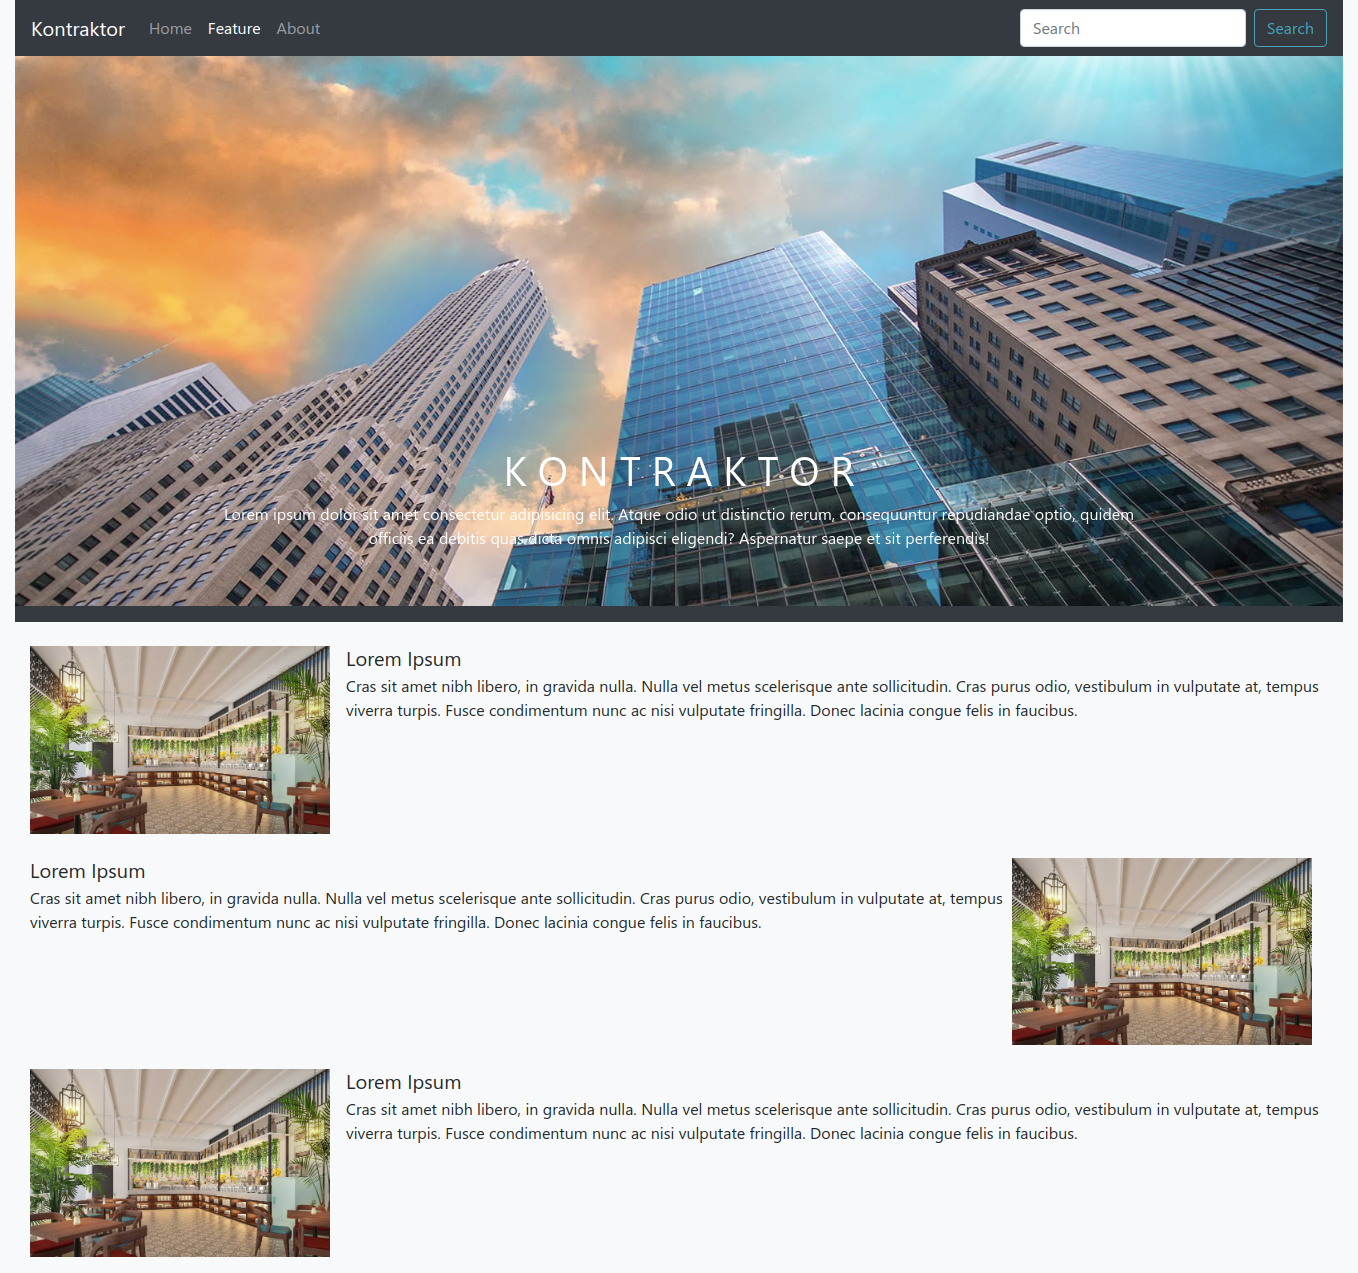 Kontraktor Home Feature About Search Search
K O N T R A K T O R
Lorem ipsum dolor sit amet consectetur adipisicing elit. Atque odio ut distinctio rerum, consequuntur repudiandae optio, quidem
officiis ea debitis quas dicta omnis adipisci eligendi? Aspernatur saepe et sit perferendis!
Lorem Ipsum
Cras sit amet nibh libero, in gravida nulla. Nulla vel metus scelerisque ante sollicitudin. Cras purus odio, vestibulum in vulputate at, tempus
viverra turpis. Fusce condimentum nunc ac nisi vulputate fringilla. Donec lacinia congue felis in faucibus.
Lorem Ipsum
Cras sit amet nibh libero, in gravida nulla. Nulla vel metus scelerisque ante sollicitudin. Cras purus odio, vestibulum in vulputate at, tempus
viverra turpis. Fusce condimentum nunc ac nisi vulputate fringilla. Donec lacinia congue felis in faucibus.
Lorem Ipsum
Cras sit amet nibh libero, in gravida nulla. Nulla vel metus scelerisque ante sollicitudin. Cras purus odio, vestibulum in vulputate at, tempus
viverra turpis. Fusce condimentum nunc ac nisi vulputate fringilla. Donec lacinia congue felis in faucibus.